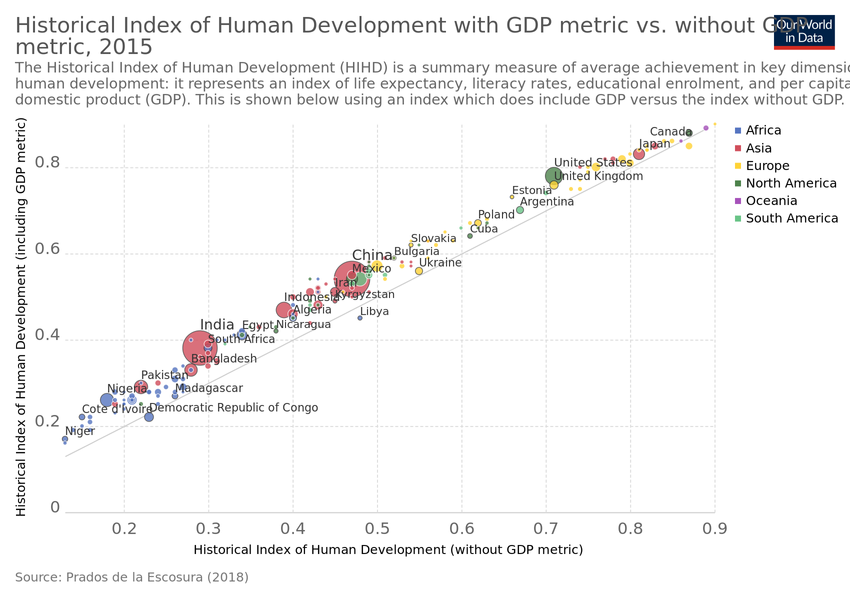 Historical Index of Human Development with GDP metric vs. without GDP
metric, 2015
Our World
in Data
The Historical Index of Human Development (HIHD) is a summary measure of average achievement in key dimensio
human development: it represents an index of life expectancy, literacy rates, educational enrolment, and per capita
domestic product (GDP). This is shown below using an index which does include GDP versus the index without GDP.
Historical Index of Human Development (including GDP metric)
0.8
0.6
0.4
0.2
0
Canada
Japan
United States
United Kingdom
Estonia
Argentina
Poland
Cuba
Slovakia
Bulgaria
China
Ukraine
Mexico
Iran
Indonesia
Kyrgyzstan
Algeria
Libya
India
Egypt
Nicaragua
South Africa
Bangladesh
Pakistan
Nigeria
Madagascar
Cote d'Ivoire
Democratic Republic of Congo
Niger
0.2
0.3
0.4
0.5
0.6
0.7
0.8
0.9
Historical Index of Human Development (without GDP metric)
Africa
Asia
Europe
North America
Oceania
South America
Source: Prados de la Escosura (2018)